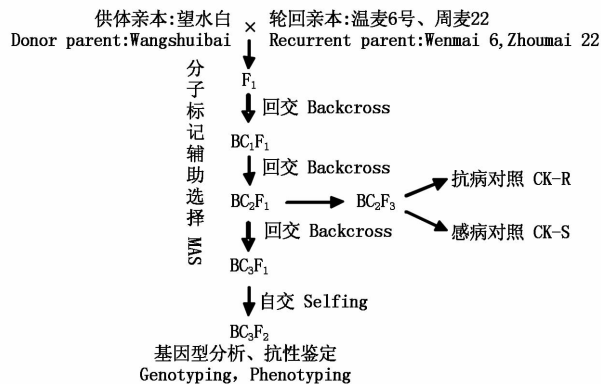 供体亲本:望水白 × 轮回亲本:温麦6号、周麦22
Donor parent:Wangshuibai Recurrent parent:Wenmai 6,Zhoumai 22
分子标记辅助选择 MAS
F1
回交 Backcross
BC1F1
回交 Backcross
BC2F1 BC2F3
抗病对照 CK-R
感病对照 CK-S
回交 Backcross
BC3F1
自交 Selfing
BC3F2
基因型分析、抗性鉴定
Genotyping, Phenotyping